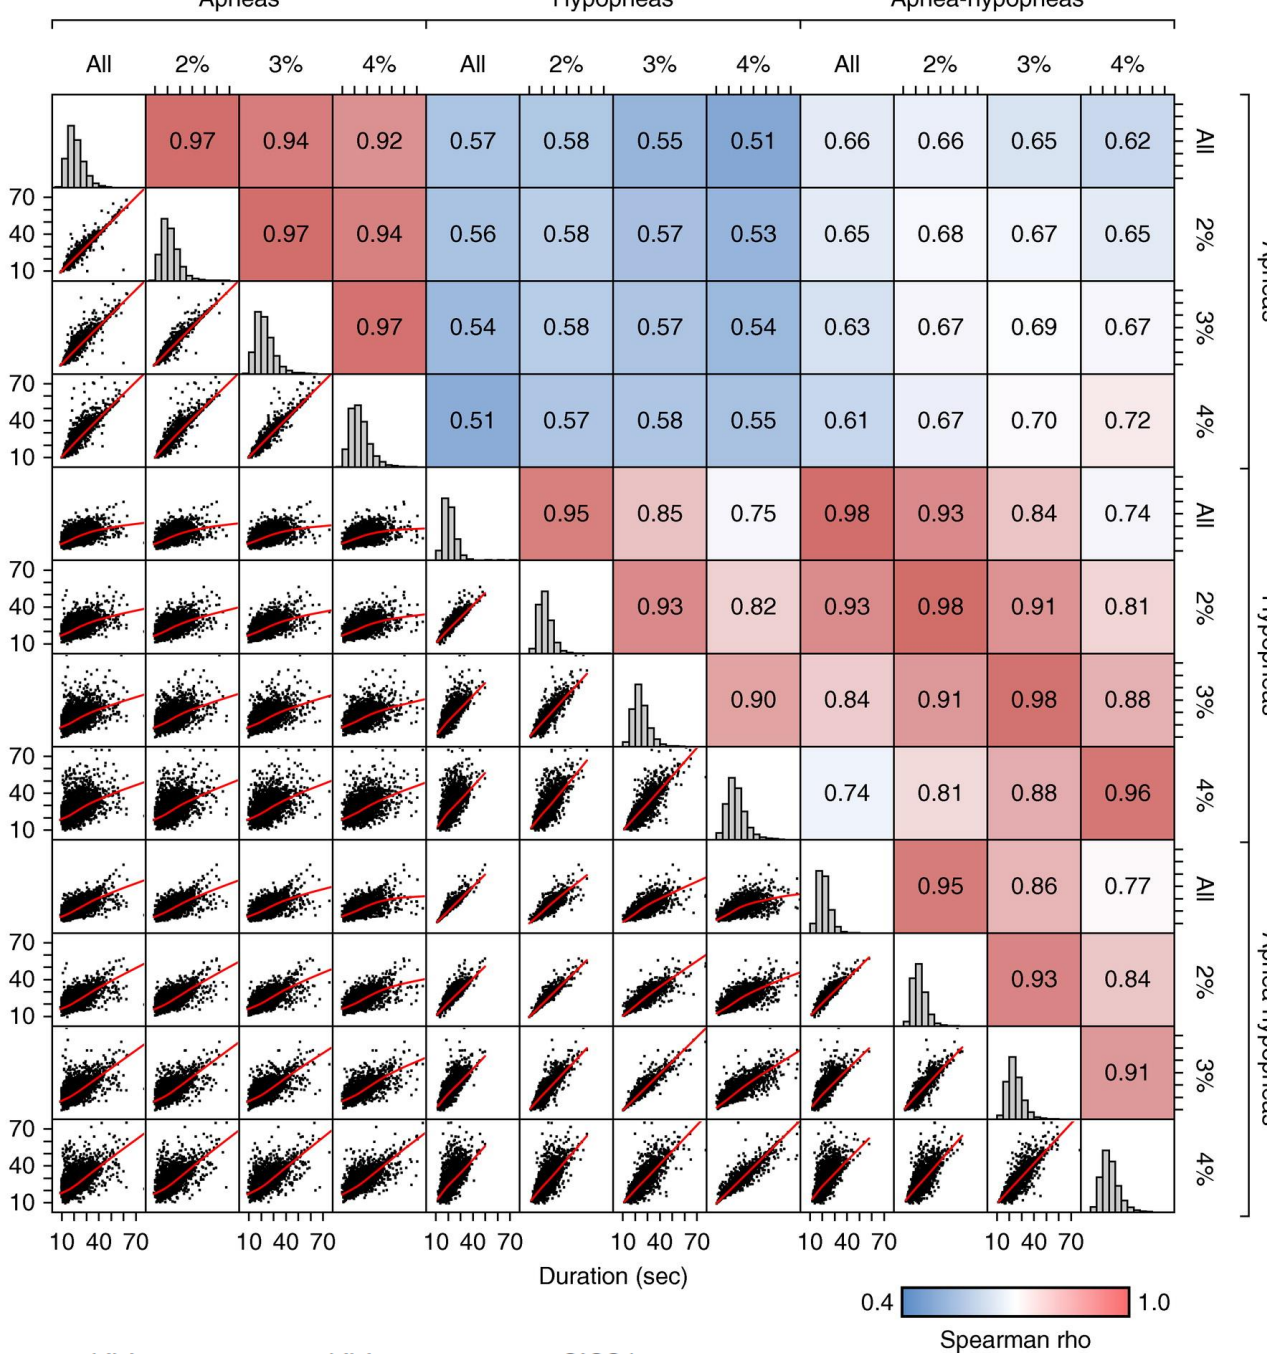 Apneas Hypopneas Apnea-hypopneas
All 2% 3% 4% All 2% 3% 4% All 2% 3% 4%
0.97 0.94 0.92 0.57 0.58 0.55 0.51 0.66 0.66 0.65 0.62 All
70 40 10 0.97 0.94 0.56 0.58 0.57 0.53 0.65 0.68 0.67 0.65 2%
0.97 0.54 0.58 0.57 0.54 0.63 0.67 0.69 0.67 3%
70 40 10 0.51 0.57 0.58 0.55 0.61 0.67 0.70 0.72 4%
0.95 0.85 0.75 0.98 0.93 0.84 0.74 All
70 40 10 0.93 0.82 0.93 0.98 0.91 0.81 2%
0.90 0.84 0.91 0.98 0.88 3%
70 40 10 0.74 0.81 0.88 0.96 4%
0.95 0.86 0.77 All
70 40 10 0.93 0.84 2%
0.91 3%
70 40 10 4%
10 40 70 10 40 70 10 40 70 10 40 70 10 40 70 10 40 70
Duration (sec)
0.4 1.0
Spearman rho
Apneas
Hypopneas
Apnea-hypopneas